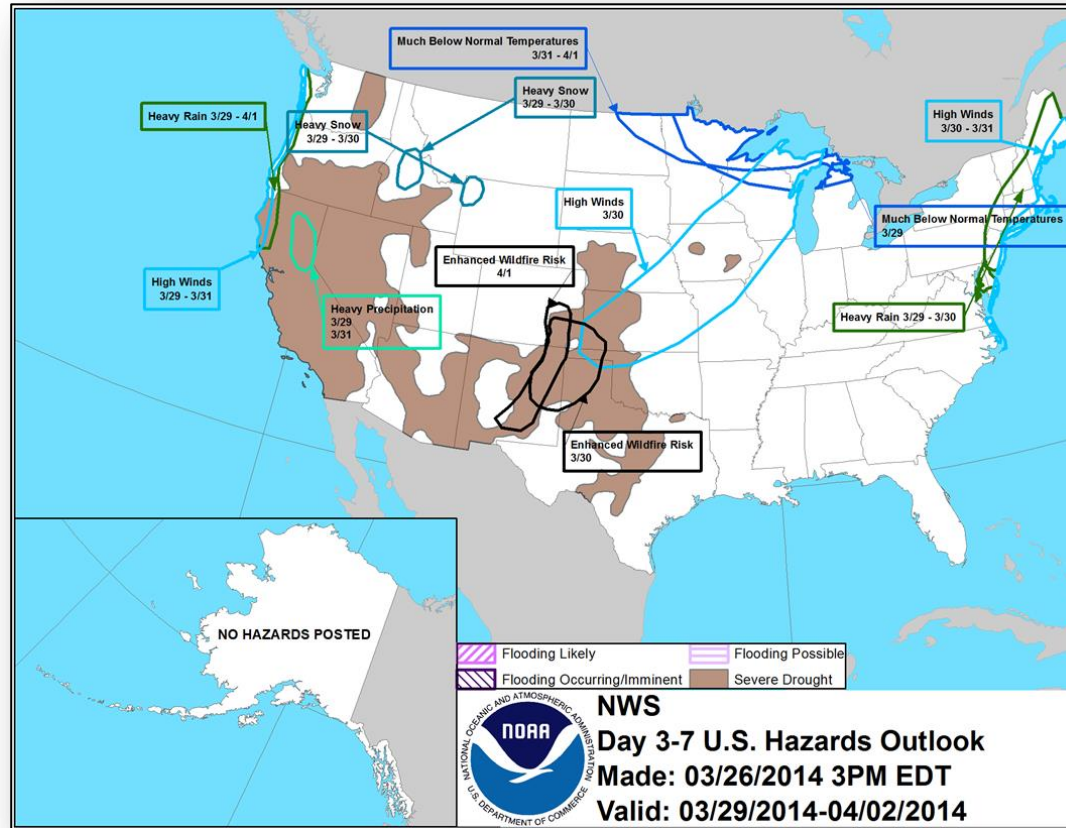 Much Below Normal Temperatures
3/31 - 4/1
Heavy Snow
3/29 - 3/30
Heavy Rain 3/29 - 4/1
Heavy Snow
3/29 - 3/30
High Winds
3/30 - 3/31
High Winds
3/30
Much Below Normal Temperatures
3/29
Enhanced Wildfire Risk
4/1
High Winds
3/29 - 3/31
Heavy Precipitation
3/29
3/31
Heavy Rain 3/29 - 3/30
Enhanced Wildfire Risk
3/30
NO HAZARDS POSTED
Flooding Likely
Flooding Possible
Flooding Occurring/Imminent
Severe Drought
NATIONAL OCEANIC AND ATMOSPHERIC ADMINISTRATION
NOAA
U.S. DEPARTMENT OF COMMERCE
NWS
Day 3-7 U.S. Hazards Outlook
Made: 03/26/2014 3PM EDT
Valid: 03/29/2014-04/02/2014